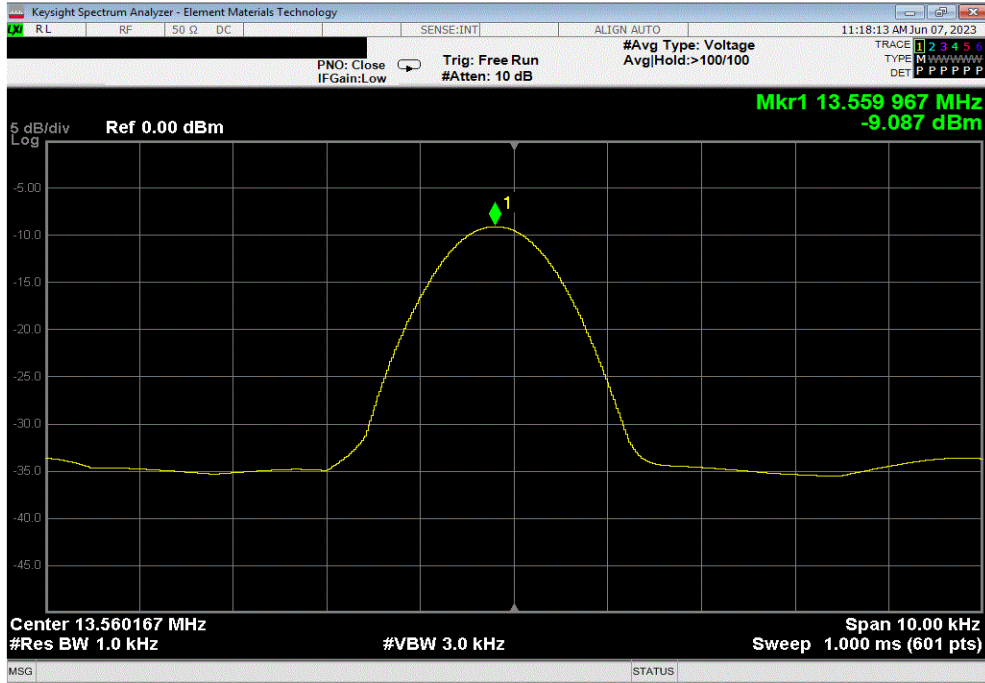 Keysight Spectrum Analyzer - Element Materials Technology
LXI RL RF 50 Ω DC SENSE:INT ALIGN AUTO 11:18:13 AM Jun 07, 2023
PNO: Close
IFGain:Low
Trig: Free Run
#Atten: 10 dB
#Avg Type: Voltage
Avg|Hold:>100/100
TRACE 1 2 3 4 5 6
TYPE M WWWWW
DET P P P P P P
Mkr1 13.559 967 MHz
-9.087 dBm
5 dB/div Ref 0.00 dBm
Log
1
-5.00
-10.0
-15.0
-20.0
-25.0
-30.0
-35.0
-40.0
-45.0
Center 13.560167 MHz Span 10.00 kHz
#Res BW 1.0 kHz #VBW 3.0 kHz Sweep 1.000 ms (601 pts)
MSG STATUS